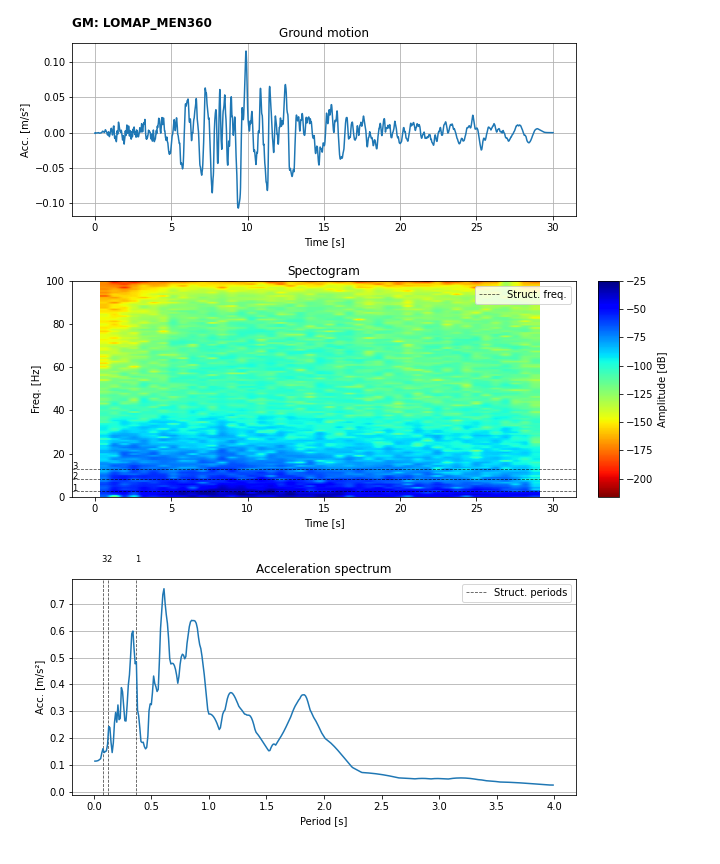 GM: LOMAP_MEN360
Ground motion
0.10
0.05
0.00
−0.05
−0.10
Acc. [m/s²]
0 5 10 15 20 25 30
Time [s]
Spectogram
100
80
60
40
20
0
Freq. [Hz]
3
2
1
Struct. freq.
0 5 10 15 20 25 30
Time [s]
−25
−50
−75
−100
−125
−150
−175
−200
Amplitude [dB]
32 1
Acceleration spectrum
0.7
0.6
0.5
0.4
0.3
0.2
0.1
0.0
Acc. [m/s²]
Struct. periods
0.0 0.5 1.0 1.5 2.0 2.5 3.0 3.5 4.0
Period [s]